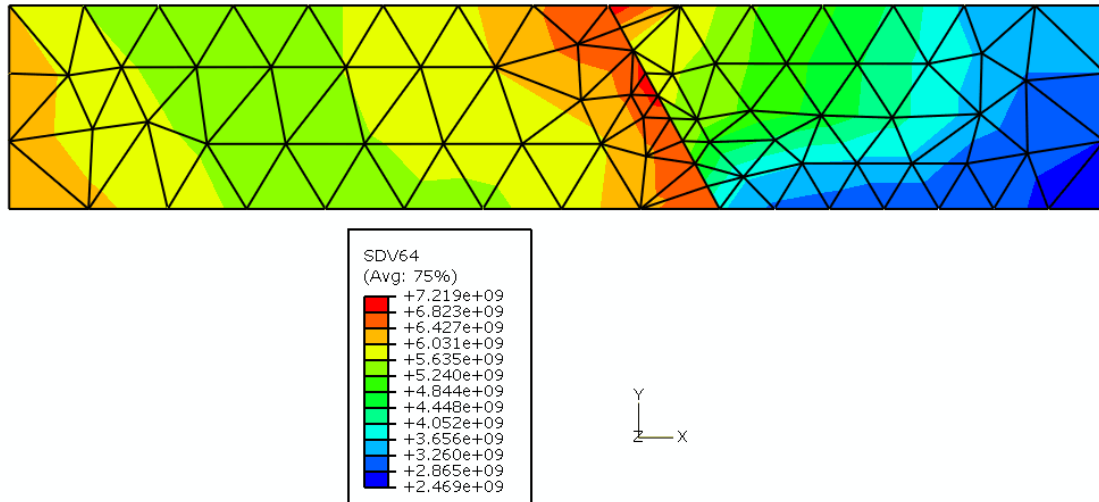 SDV64
(Avg: 75%)
+7.219e+09
+6.823e+09
+6.427e+09
+6.031e+09
+5.635e+09
+5.240e+09
+4.844e+09
+4.448e+09
+4.052e+09
+3.656e+09
+3.260e+09
+2.865e+09
+2.469e+09
Y
Z X